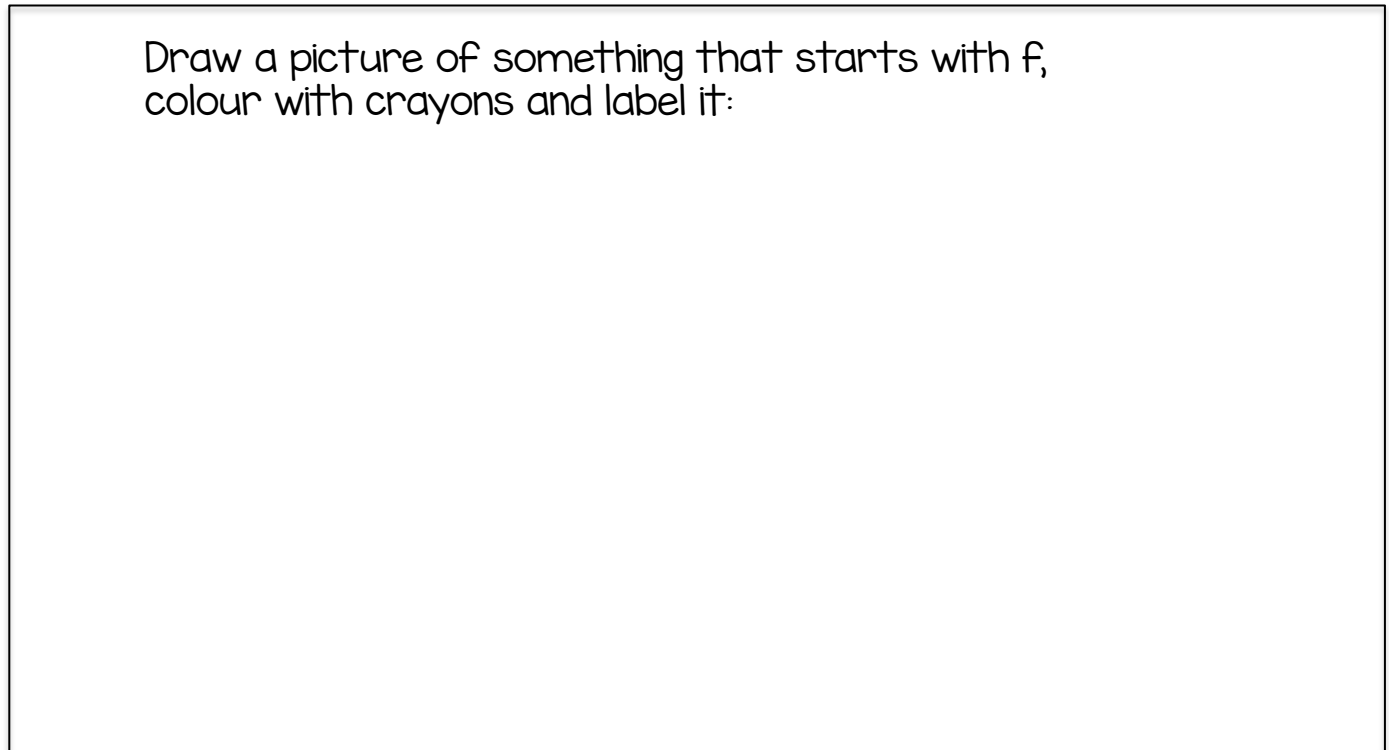 Draw a picture of something that starts with f,
colour with crayons and label it: